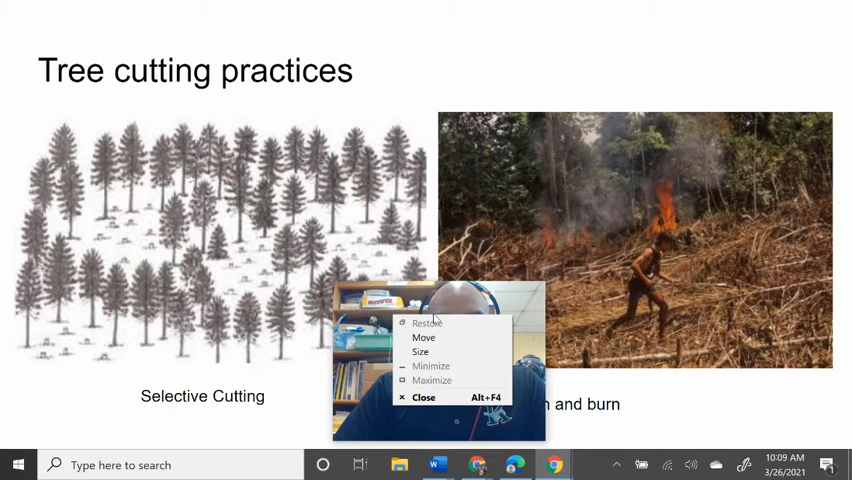 Tree cutting practices
Restore
Move
Size
Minimize
Maximize
Close Alt+F4
Selective Cutting
and burn
Type here to search
10:09 AM
3/26/2021